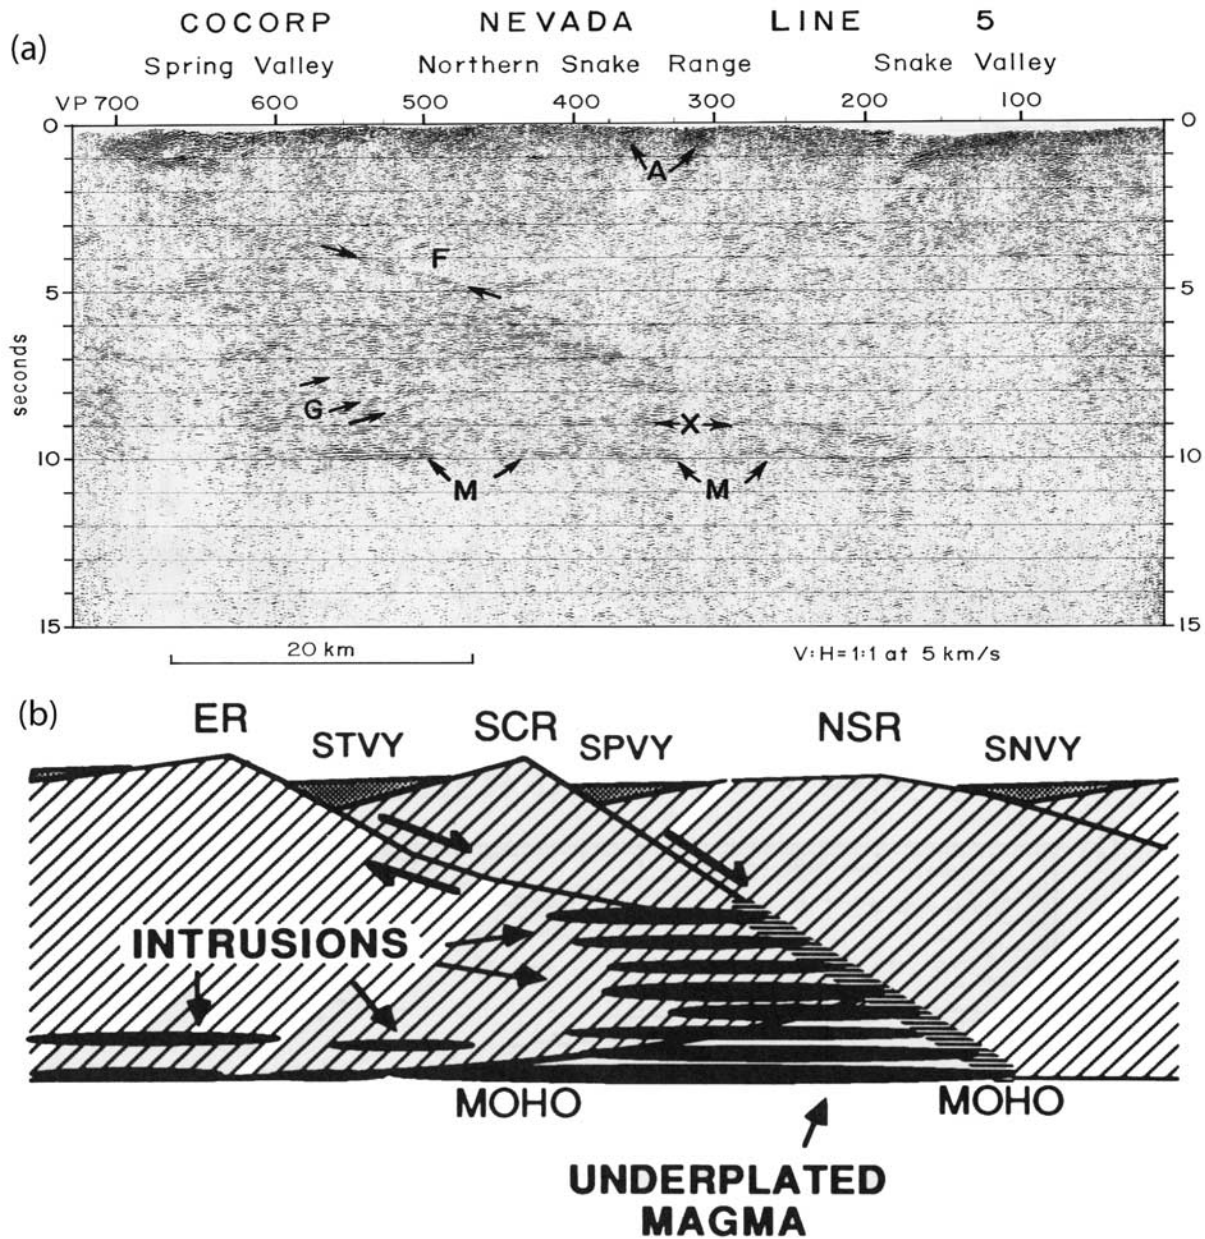 (a)
COCORP NEVADA LINE 5
Spring Valley Northern Snake Range Snake Valley
VP 700 600 500 400 300 200 100
0 0
A
F
5 5
seconds
G
X
10 10
M M
15 15
20 km
V:H=1:1 at 5 km/s
(b)
ER SCR NSR
STVY SPVY SNVY
INTRUSIONS
MOHO MOHO
UNDERPLATED
MAGMA